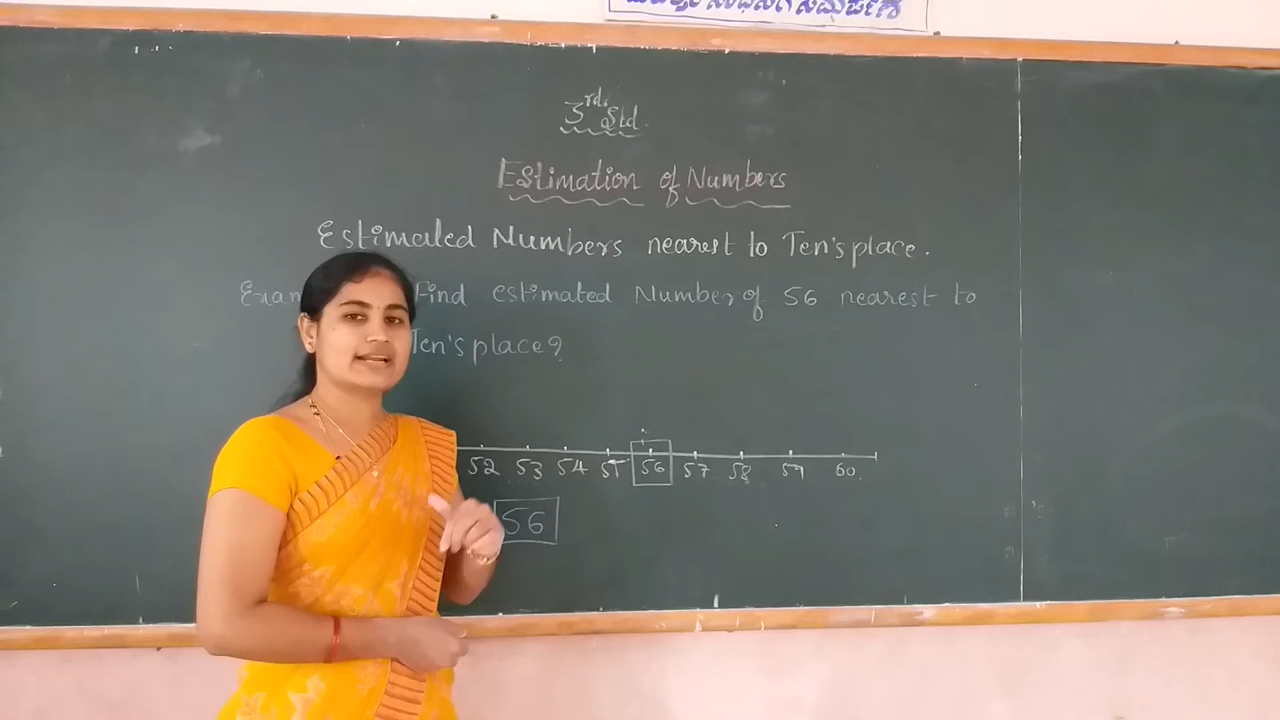 3rd Std.
Estimation of Numbers
Estimated Numbers nearest to Ten's place.
Find estimated Number of 56 nearest to
Ten's place?
52 53 54 55 56 57 58 59 60
56